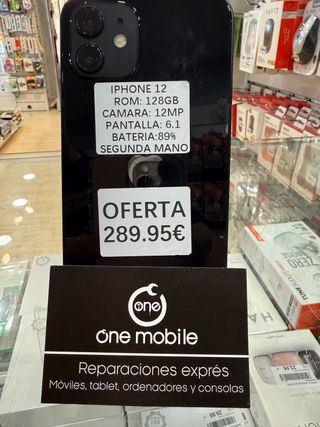 IPHONE 12
ROM: 128GB
CAMARA: 12MP
PANTALLA: 6.1
BATERIA:89%
SEGUNDA MANO
OFERTA
289.95€
one
óne mobile
Reparaciones exprés
Móviles, tablet, ordenadores y consolas